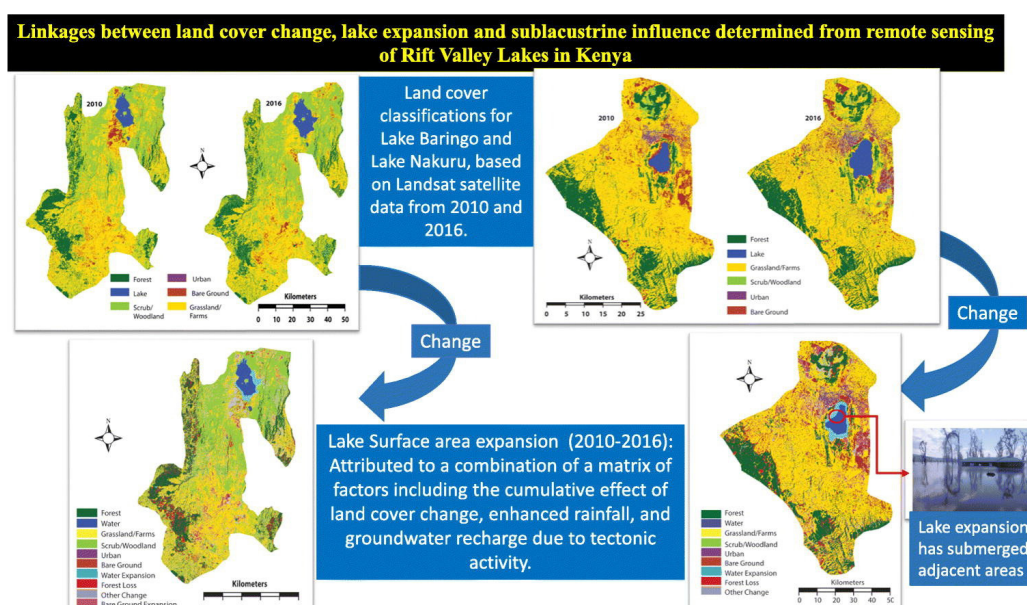 Linkages between land cover change, lake expansion and sublacustrine influence determined from remote sensing
of Rift Valley Lakes in Kenya
2010
2016
N
Forest
Lake
Scrub/
Woodland
Urban
Bare Ground
Grassland/
Farms
Kilometers
0 10 20 30 40 50
Land cover
classifications for
Lake Baringo and
Lake Nakuru, based
on Landsat satellite
data from 2010 and
2016.
2010
2016
N
Forest
Lake
Grassland/Farms
Scrub/Woodland
Urban
Bare Ground
Kilometers
0 5 10 15 20 25
Change
Change
N
Forest
Water
Grassland/Farms
Scrub/Woodland
Urban
Bare Ground
Water Expansion
Forest Loss
Other Change
Bare Ground Expansion
Kilometers
Lake Surface area expansion (2010-2016):
Attributed to a combination of a matrix of
factors including the cumulative effect of
land cover change, enhanced rainfall, and
groundwater recharge due to tectonic
activity.
N
Forest
Water
Grassland/Farms
Scrub/Woodland
Urban
Bare Ground
Water Expansion
Forest Loss
Other Change
Kilometers
0 10 20 30 40 50
Lake expansion
has submerged
adjacent areas